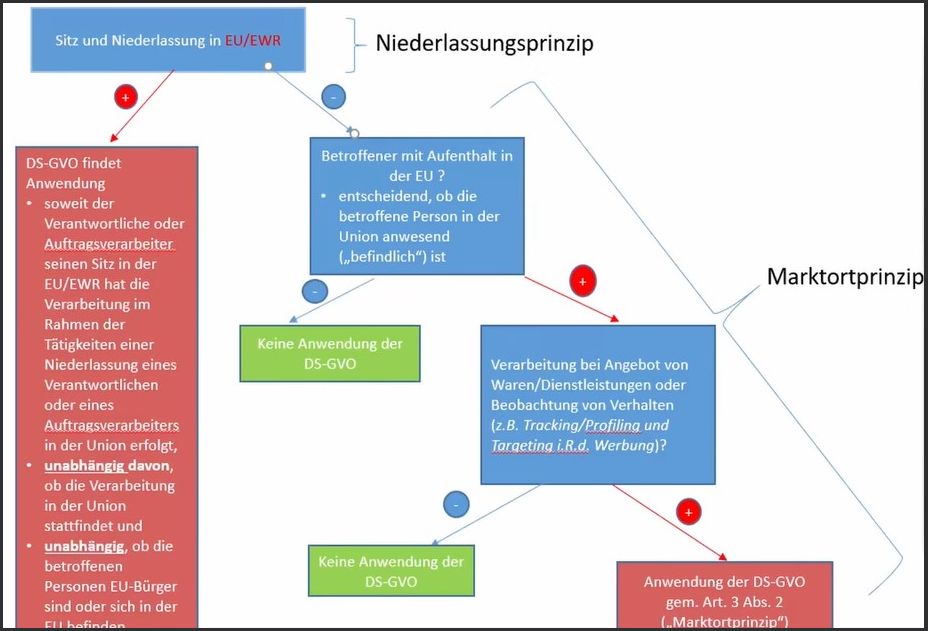 Sitz und Niederlassung in EU/EWR
Niederlassungsprinzip
+
-
DS-GVO findet
Anwendung
• soweit der
Verantwortliche oder
Auftragsverarbeiter
seinen Sitz in der
EU/EWR hat die
Verarbeitung im
Rahmen der
Tätigkeiten einer
Niederlassung eines
Verantwortlichen
oder eines
Auftragsverarbeiters
in der Union erfolgt,
• unabhängig davon,
ob die Verarbeitung
in der Union
stattfindet und
• unabhängig, ob die
betroffenen
Personen EU-Bürger
sind oder sich in der
EU befinden
Betroffener mit Aufenthalt in
der EU ?
• entscheidend, ob die
betroffene Person in der
Union anwesend
(„befindlich“) ist
Marktortprinzip
-
+
Keine Anwendung der
DS-GVO
Verarbeitung bei Angebot von
Waren/Dienstleistungen oder
Beobachtung von Verhalten
(z.B. Tracking/Profiling und
Targeting i.R.d. Werbung)?
-
+
Keine Anwendung der
DS-GVO
Anwendung der DS-GVO
gem. Art. 3 Abs. 2
(„Marktortprinzip“)